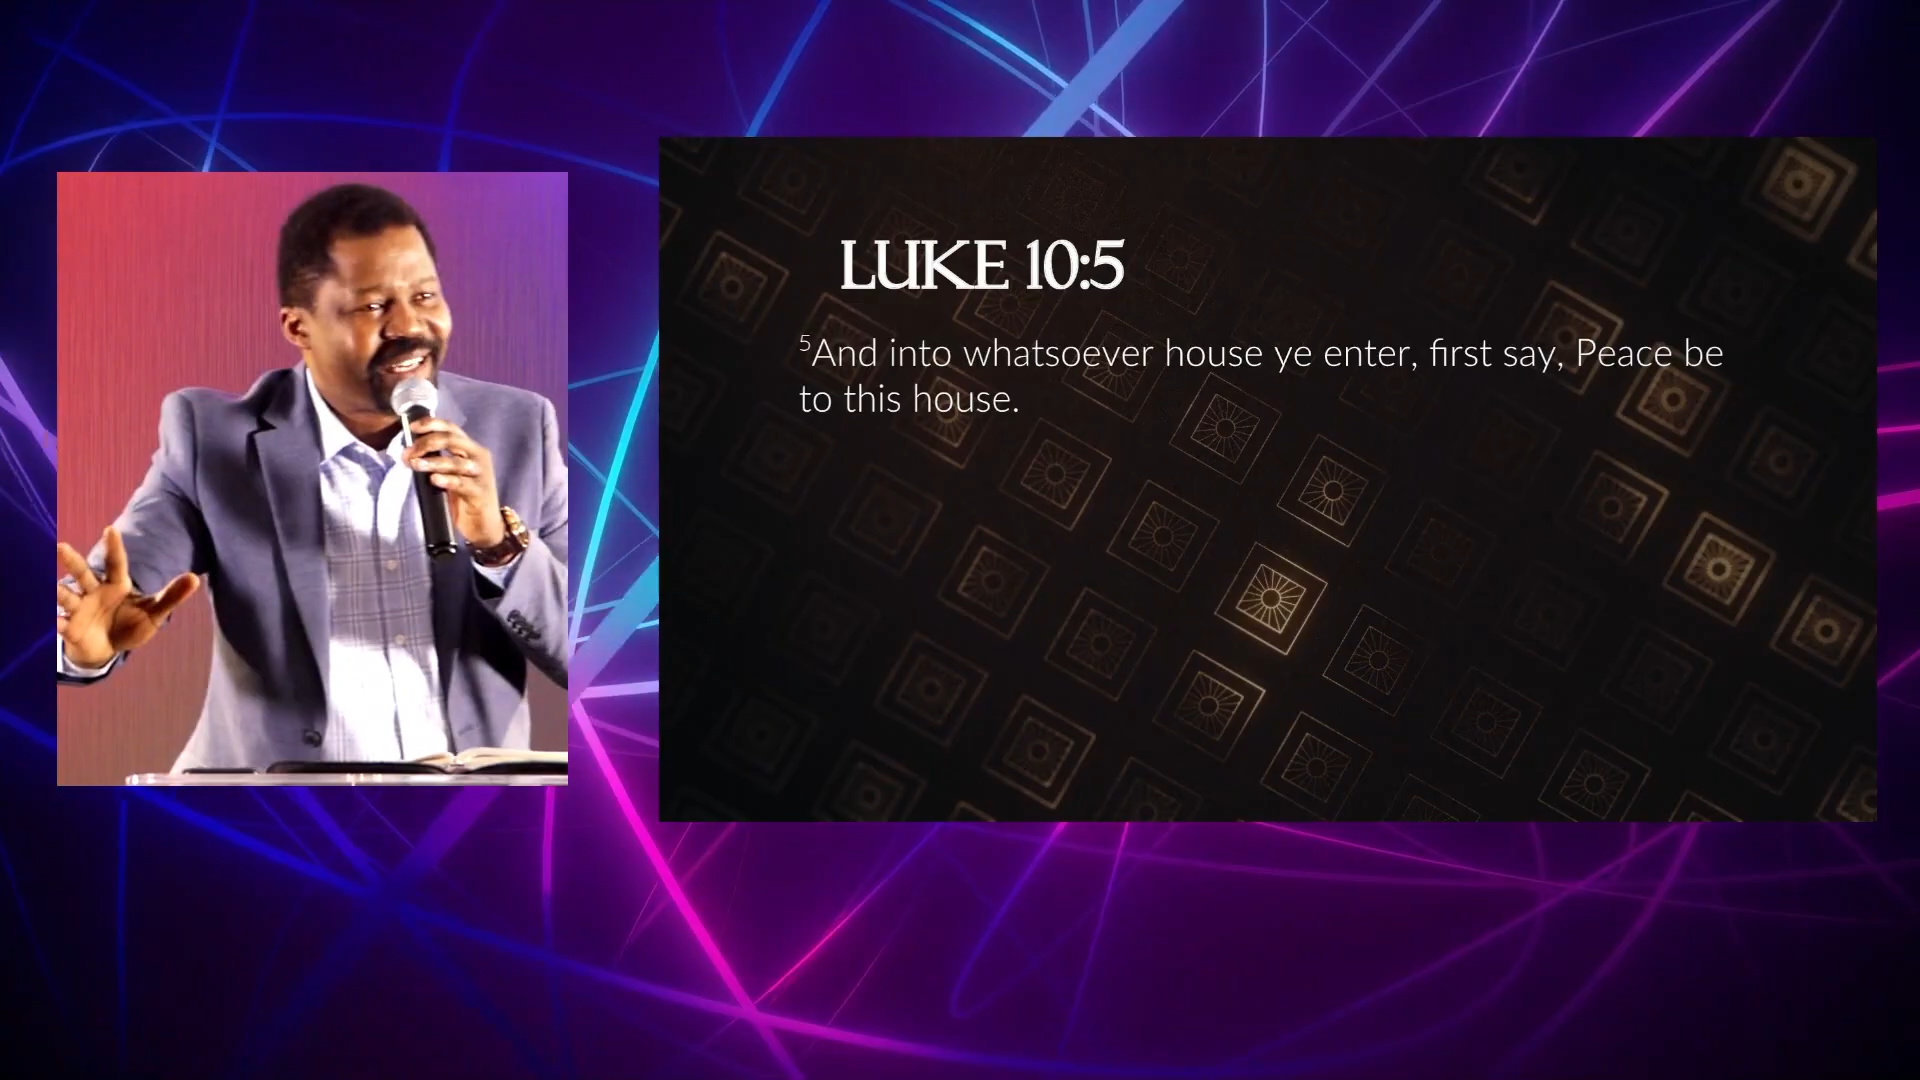 LUKE 10:5
⁵And into whatsoever house ye enter, first say, Peace be
to this house.